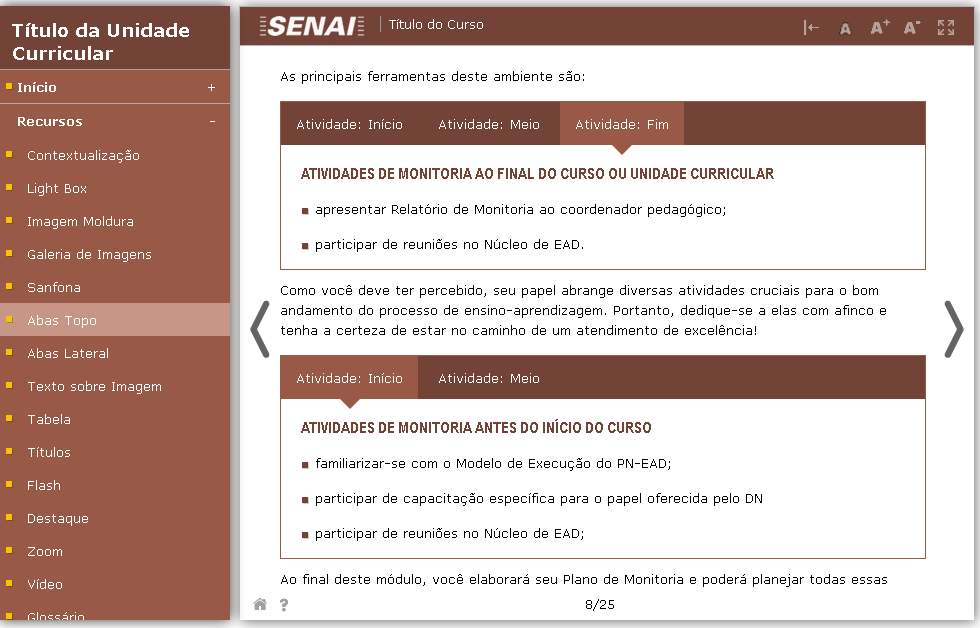 Título da Unidade
Curricular
Início +
Recursos -
Contextualização
Light Box
Imagem Moldura
Galeria de Imagens
Sanfona
Abas Topo
Abas Lateral
Texto sobre Imagem
Tabela
Títulos
Flash
Destaque
Zoom
Vídeo
Glossário
SENAI Título do Curso
A A+ A-
As principais ferramentas deste ambiente são:
Atividade: Início Atividade: Meio Atividade: Fim
ATIVIDADES DE MONITORIA AO FINAL DO CURSO OU UNIDADE CURRICULAR
apresentar Relatório de Monitoria ao coordenador pedagógico;
participar de reuniões no Núcleo de EAD.
Como você deve ter percebido, seu papel abrange diversas atividades cruciais para o bom
andamento do processo de ensino-aprendizagem. Portanto, dedique-se a elas com afinco e
tenha a certeza de estar no caminho de um atendimento de excelência!
Atividade: Início Atividade: Meio
ATIVIDADES DE MONITORIA ANTES DO INÍCIO DO CURSO
familiarizar-se com o Modelo de Execução do PN-EAD;
participar de capacitação específica para o papel oferecida pelo DN
participar de reuniões no Núcleo de EAD;
Ao final deste módulo, você elaborará seu Plano de Monitoria e poderá planejar todas essas
? 8/25